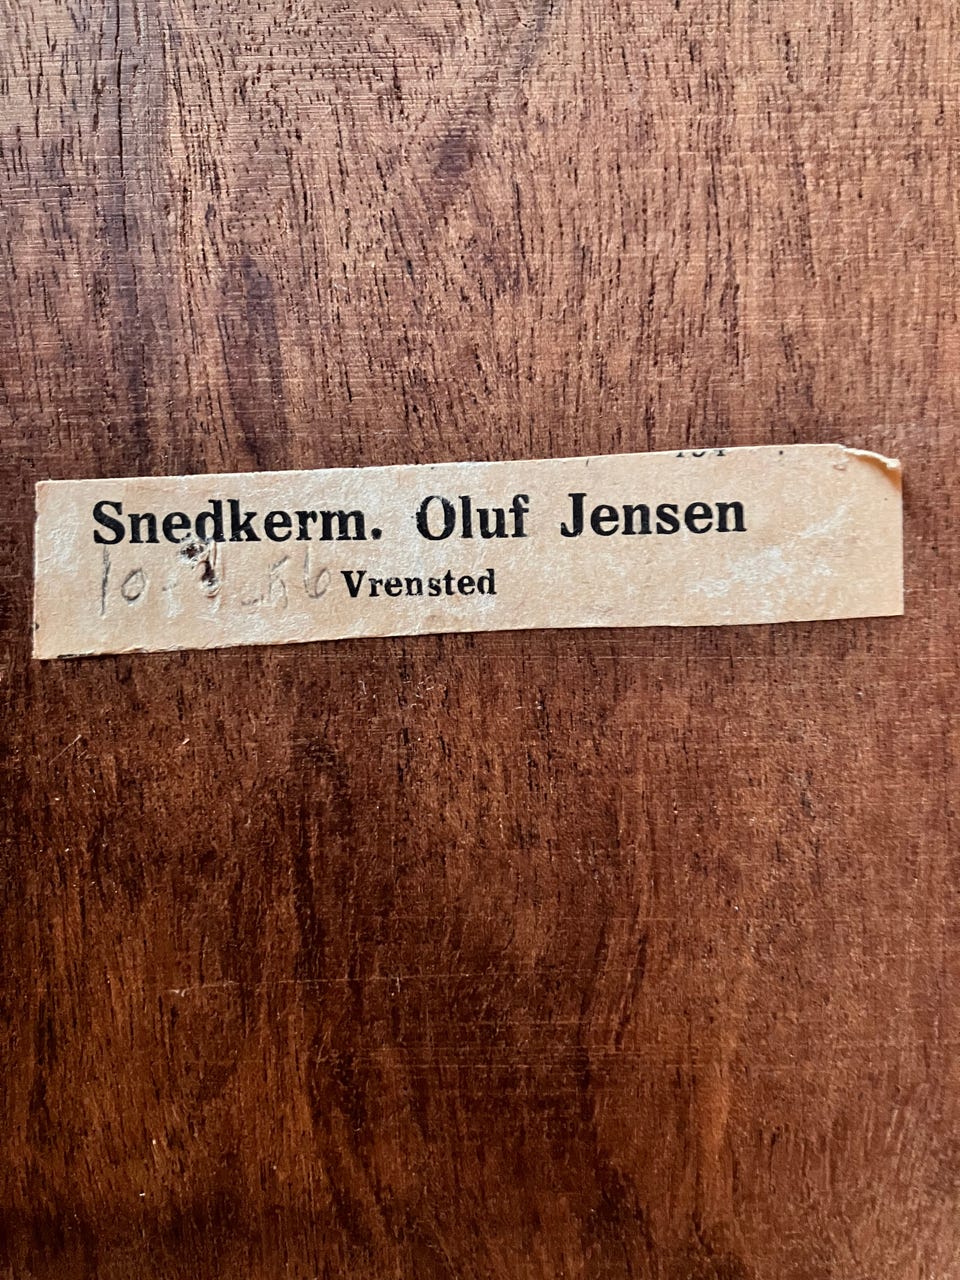 Snedkerm. Oluf Jensen
Vrensted